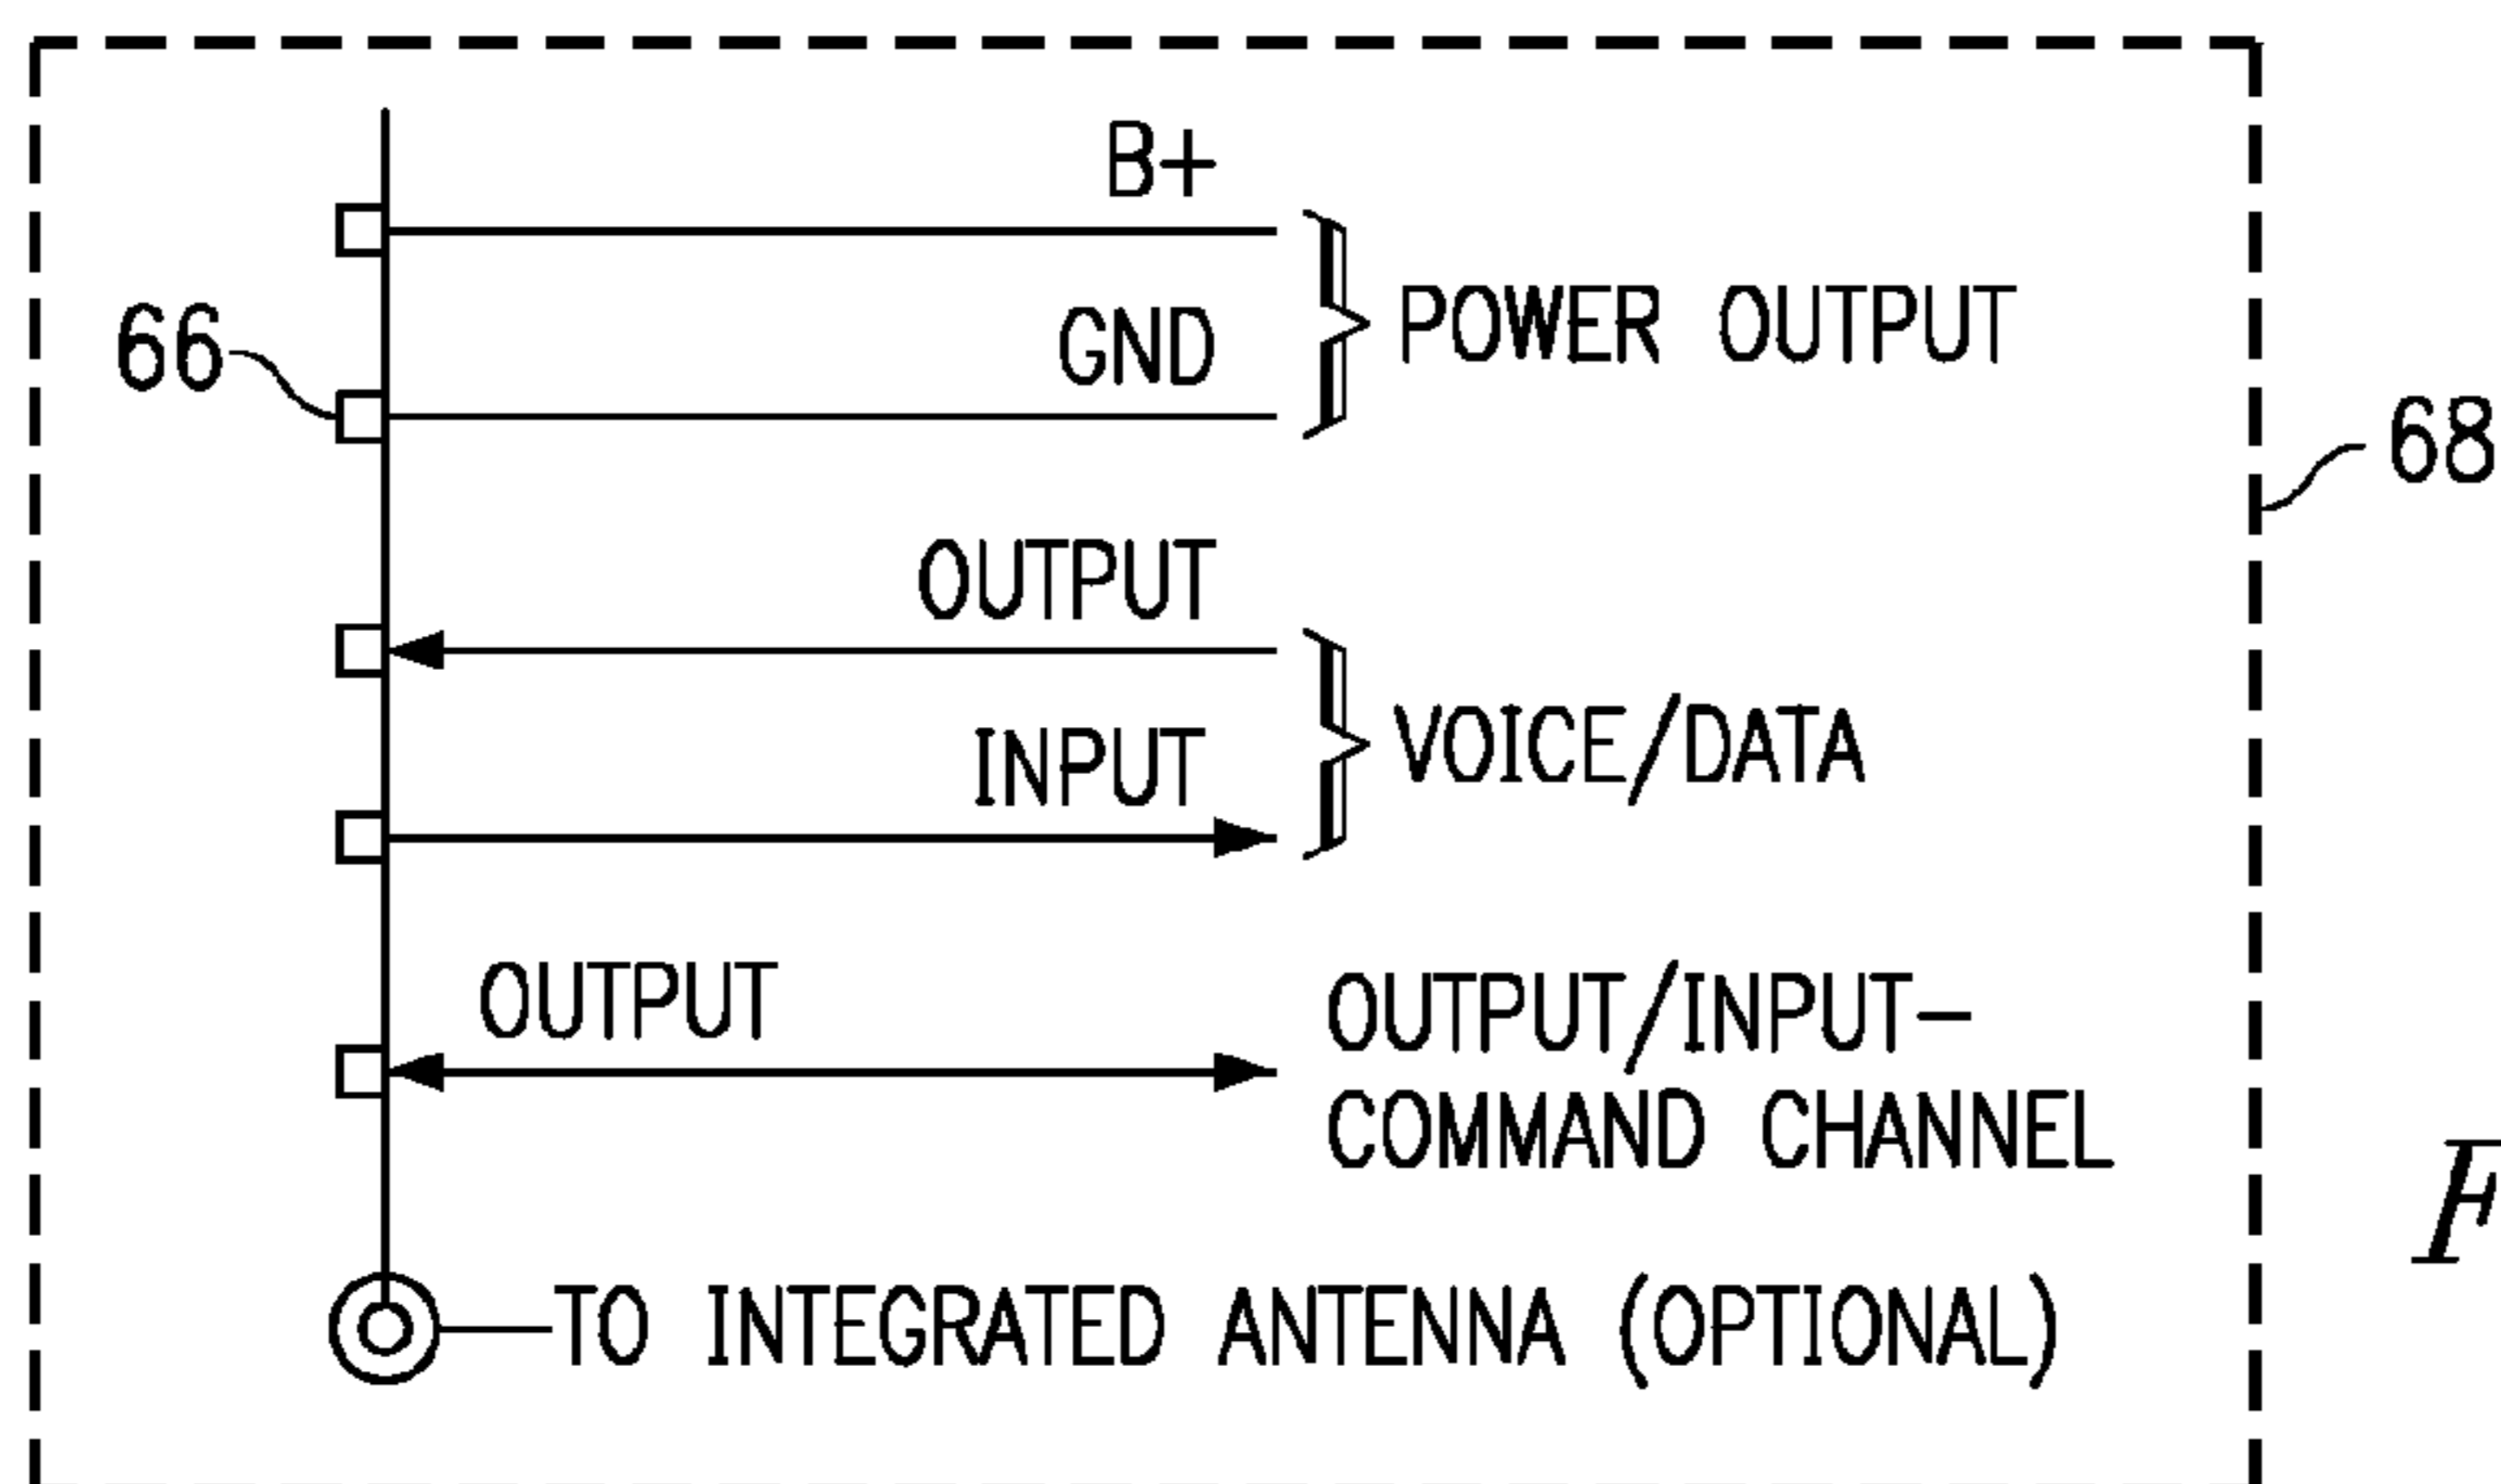 B+
GND
POWER OUTPUT
66
68
OUTPUT
INPUT
VOICE/DATA
OUTPUT
OUTPUT/INPUT-
COMMAND CHANNEL
TO INTEGRATED ANTENNA (OPTIONAL)
F